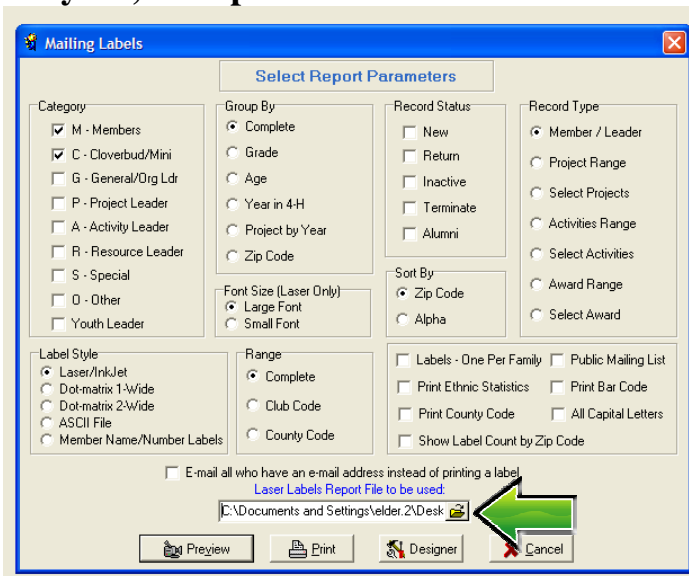 Mailing Labels
Select Report Parameters
Category
M - Members
C - Cloverbud/Mini
G - General/Org Ldr
P - Project Leader
A - Activity Leader
R - Resource Leader
S - Special
O - Other
Youth Leader
Group By
Complete
Grade
Age
Year in 4-H
Project by Year
Zip Code
Font Size (Laser Only)
Large Font
Small Font
Record Status
New
Return
Inactive
Terminate
Alumni
Sort By
Zip Code
Alpha
Record Type
Member / Leader
Project Range
Select Projects
Activities Range
Select Activities
Award Range
Select Award
Label Style
Laser/InkJet
Dot-matrix 1-Wide
Dot-matrix 2-Wide
ASCII File
Member Name/Number Labels
Range
Complete
Club Code
County Code
Labels - One Per Family Public Mailing List
Print Ethnic Statistics Print Bar Code
Print County Code All Capital Letters
Show Label Count by Zip Code
E-mail all who have an e-mail address instead of printing a label
Laser Labels Report File to be used:
C:\Documents and Settings\elder.2\Desk
Preview Print Designer Cancel